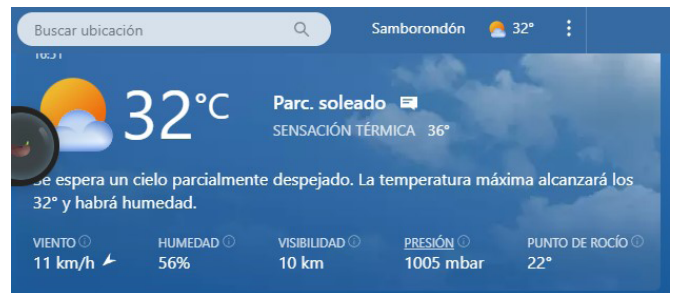 Buscar ubicación
Samborondón 32°
32°C
Parc. soleado
SENSACIÓN TÉRMICA 36°
espera un cielo parcialmente despejado. La temperatura máxima alcanzará los
32° y habrá humedad.
VIENTO HUMEDAD VISIBILIDAD PRESIÓN PUNTO DE ROCÍO
11 km/h 56% 10 km 1005 mbar 22°